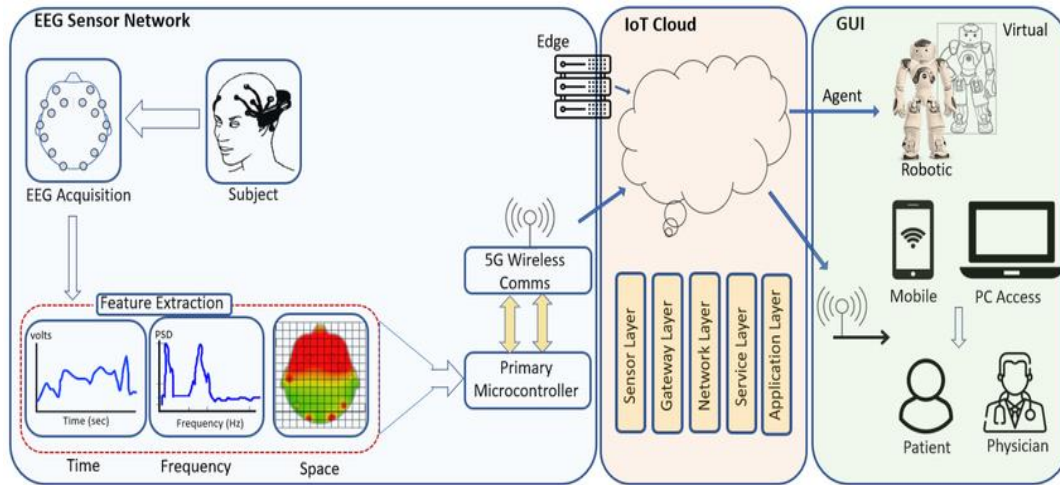 EEG Sensor Network
EEG Acquisition
Subject
Feature Extraction
volts
Time (sec)
PSD
Frequency (Hz)
Time
Frequency
Space
5G Wireless
Comms
Primary
Microcontroller
Edge
IoT Cloud
Sensor Layer
Gateway Layer
Network Layer
Service Layer
Application Layer
GUI
Virtual
Agent
Robotic
Mobile
PC Access
Patient
Physician